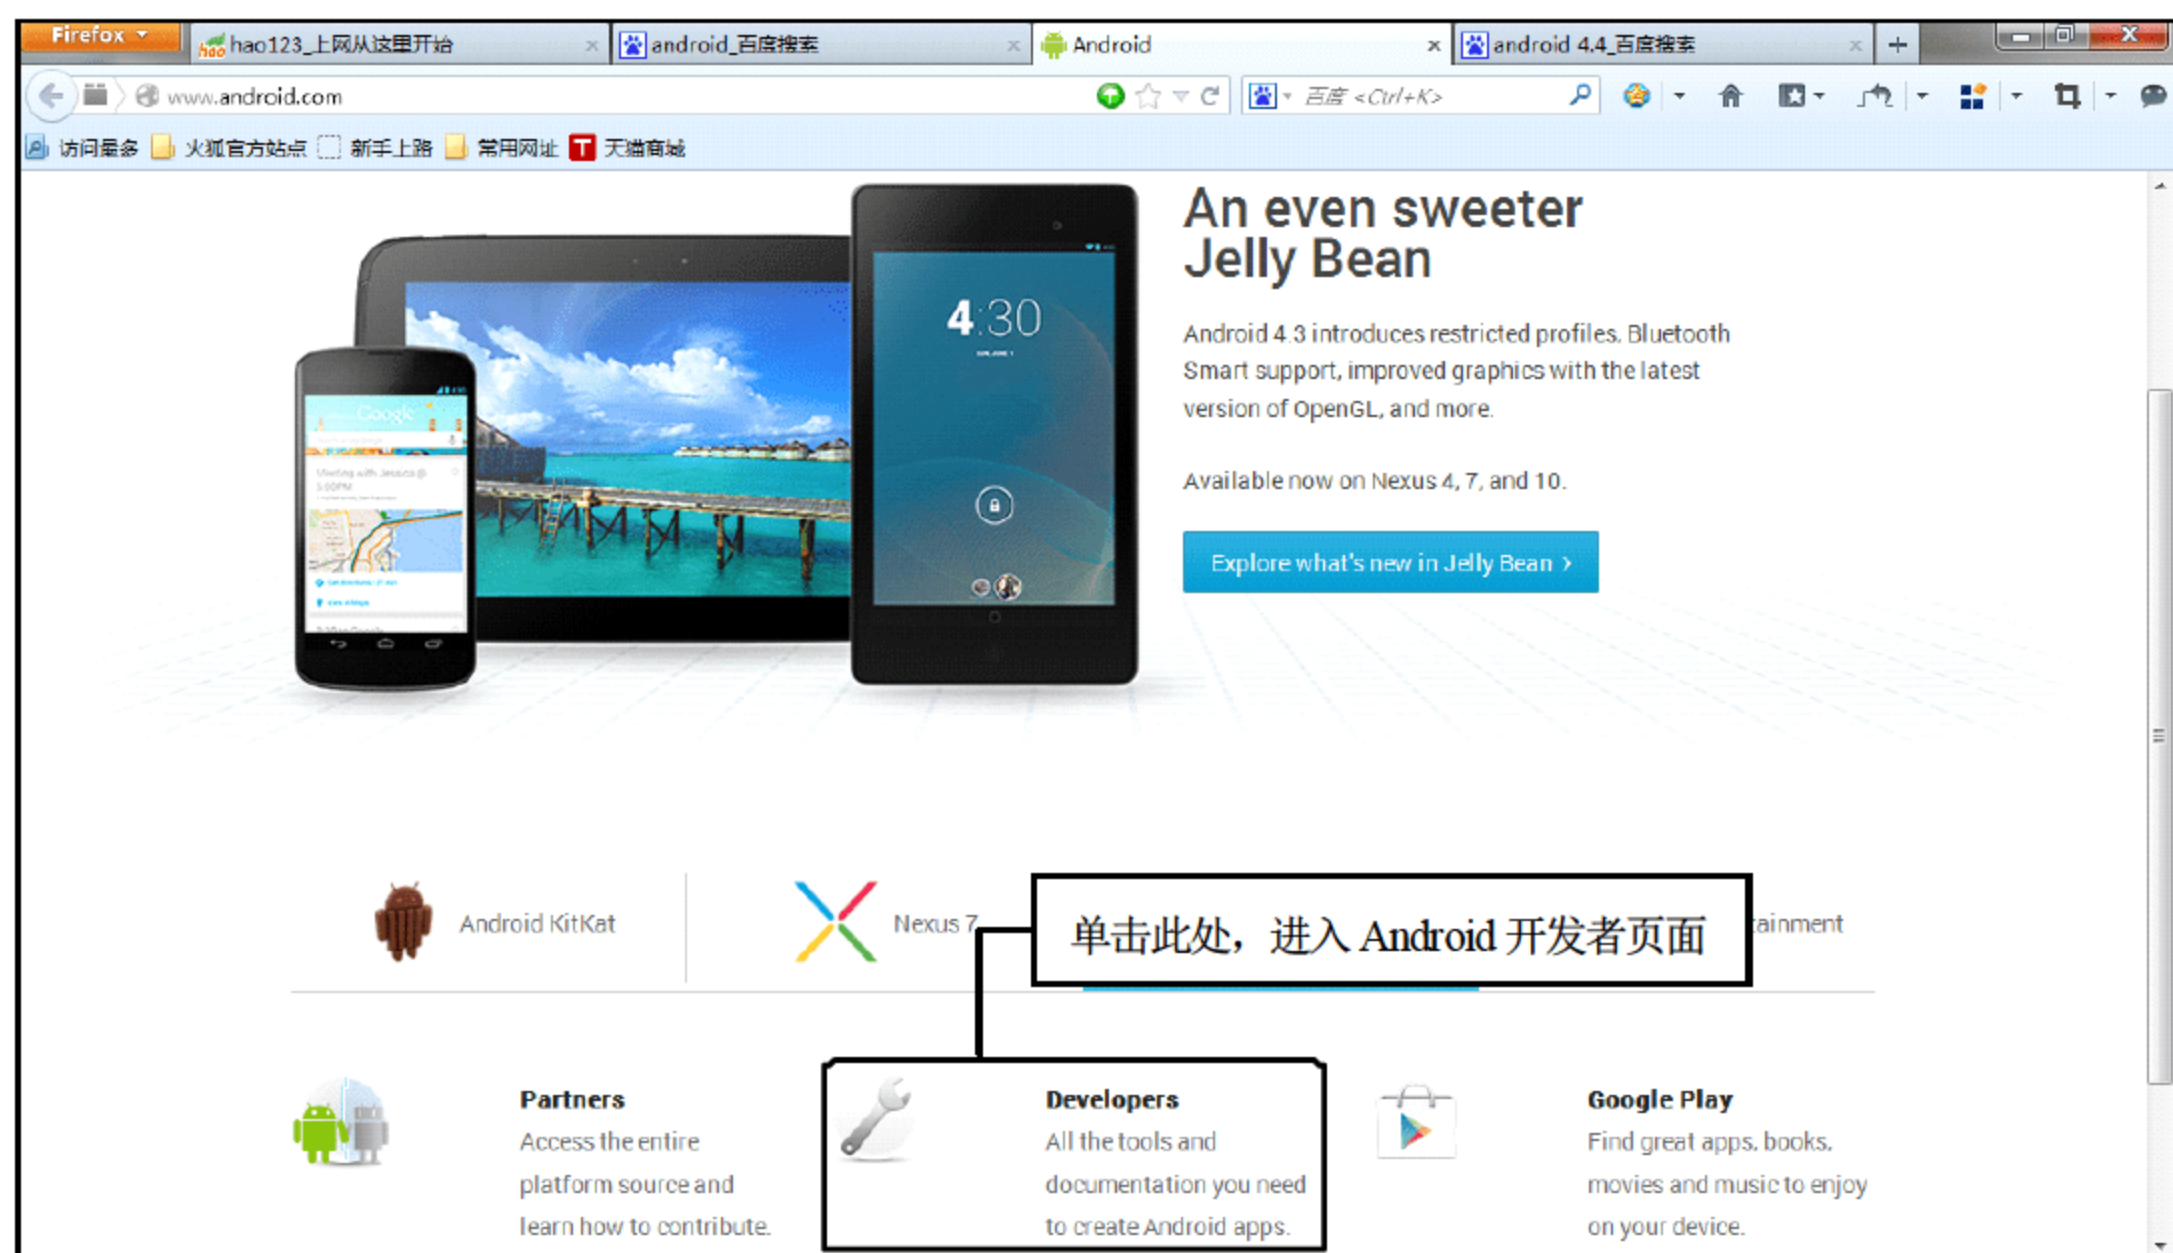 Firefox
hao123_上网从这里开始
android_百度搜索
Android
android 4.4_百度搜索
www.android.com
百度 <Ctrl+K>
访问最多
火狐官方站点
新手上路
常用网址
天猫商城
An even sweeter
Jelly Bean
Android 4.3 introduces restricted profiles, Bluetooth
Smart support, improved graphics with the latest
version of OpenGL, and more.
Available now on Nexus 4, 7, and 10.
Explore what's new in Jelly Bean
4:30
Google
Meeting with Jessica @
5:00PM
Android KitKat
Nexus 7
单击此处，进入 Android 开发者页面
tainment
Partners
Access the entire
platform source and
learn how to contribute.
Developers
All the tools and
documentation you need
to create Android apps.
Google Play
Find great apps, books,
movies and music to enjoy
on your device.